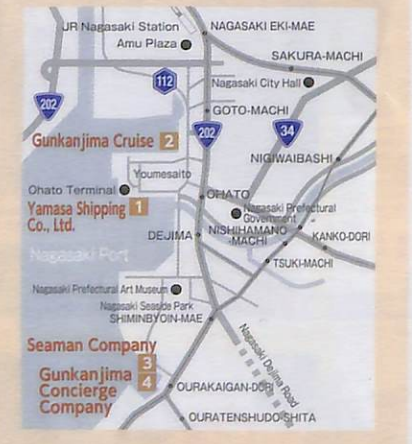 JR Nagasaki Station
NAGASAKI EKI-MAE
Amu Plaza
SAKURA-MACHI
112
Nagasaki City Hall
202
GOTO-MACHI
202
34
Gunkanjima Cruise 2
NIGIWAIBASHI
Youmesaito
Ohato Terminal
OHATO
Yamasa Shipping 1
Co., Ltd.
Nagasaki Prefectural
Government
NISHIHAMANO
-MACHI
DEJIMA
KANKO-DORI
Nagasaki Port
TSUKI-MACHI
Nagasaki Prefectural Art Museum
Nagasaki Seaside Park
SHIMINBYOIN-MAE
Seaman Company
3
Gunkanjima
4
Concierge
Company
Nagasaki Dejima Road
OURAKAIGAN-DORI
OURATENSHUDO-SHITA